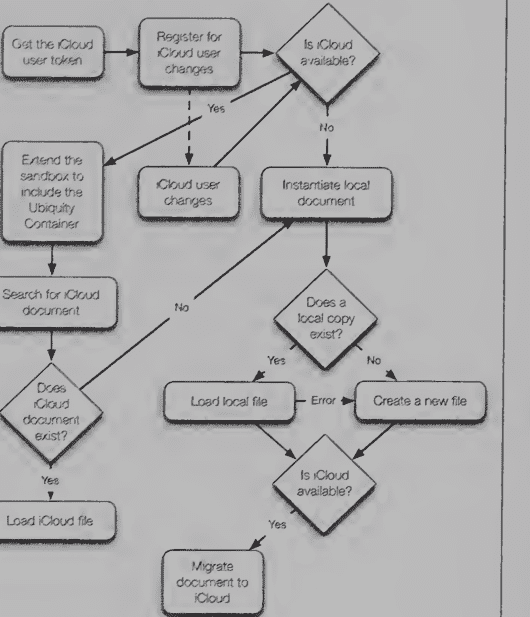 Get the iCloud
user token
Register for
iCloud user
changes
Is iCloud
available?
Yes
No
Extend the
sandbox to
include the
Ubiquity
Container
iCloud user
changes
Instantiate local
document
Search for iCloud
document
No
Does a
local copy
exist?
Yes
No
Does
iCloud
document
exist?
Load local file
Error
Create a new file
Yes
Is iCloud
available?
Load iCloud file
Yes
Migrate
document to
iCloud